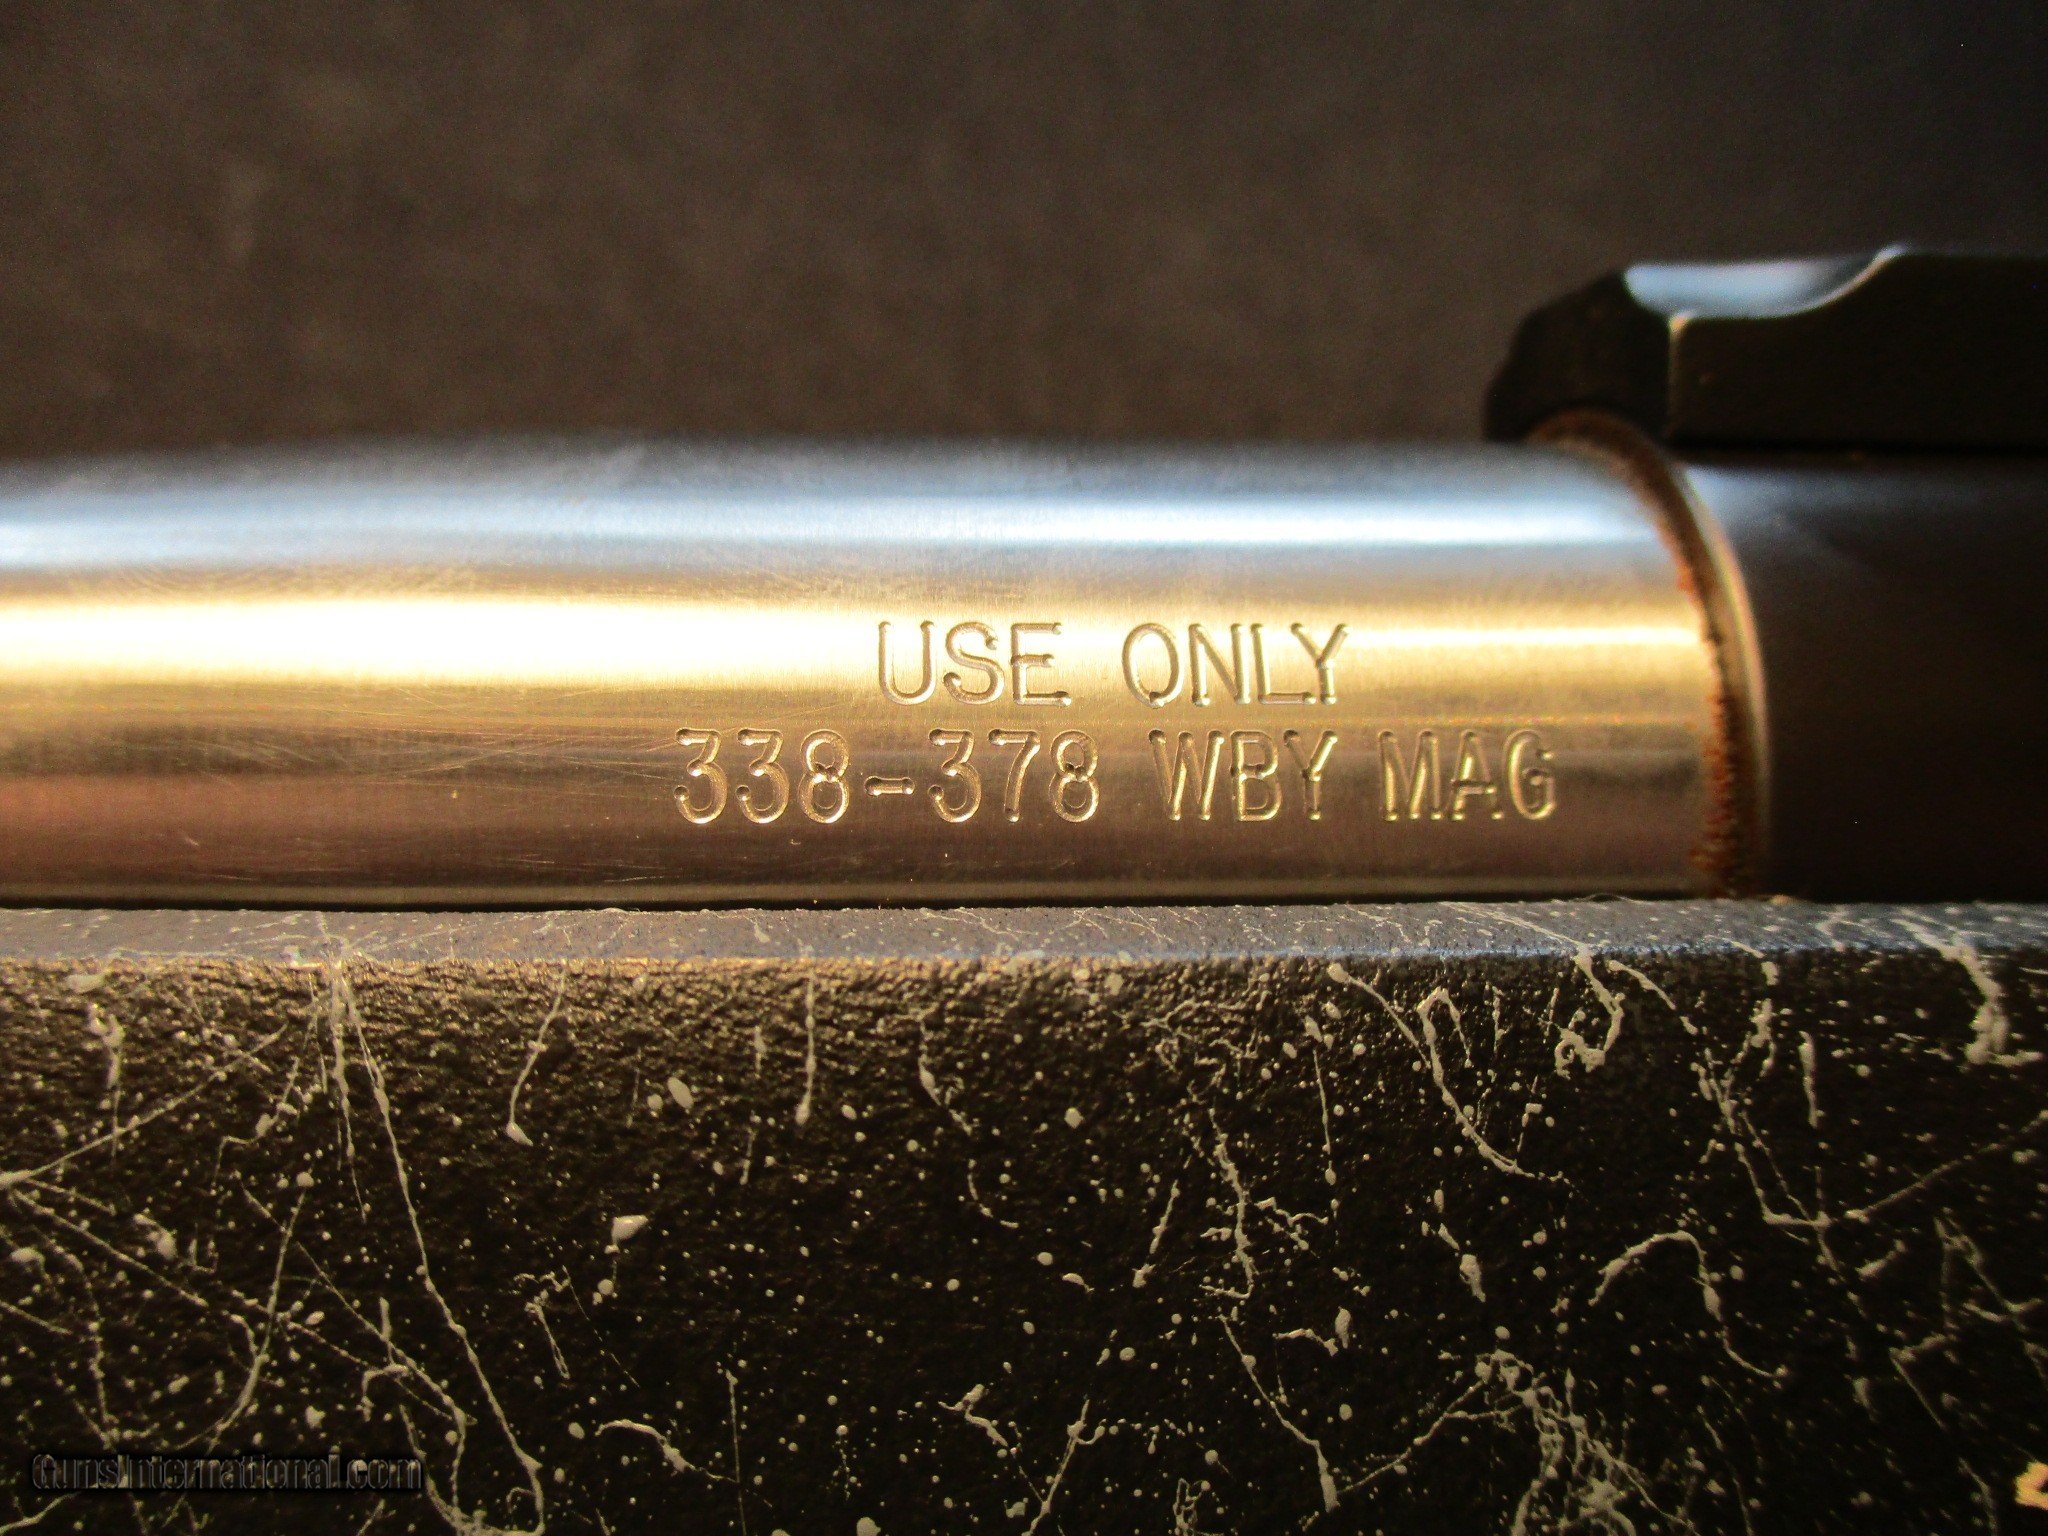 USE ONLY
338-378 WBY MAG
GunsInternational.com